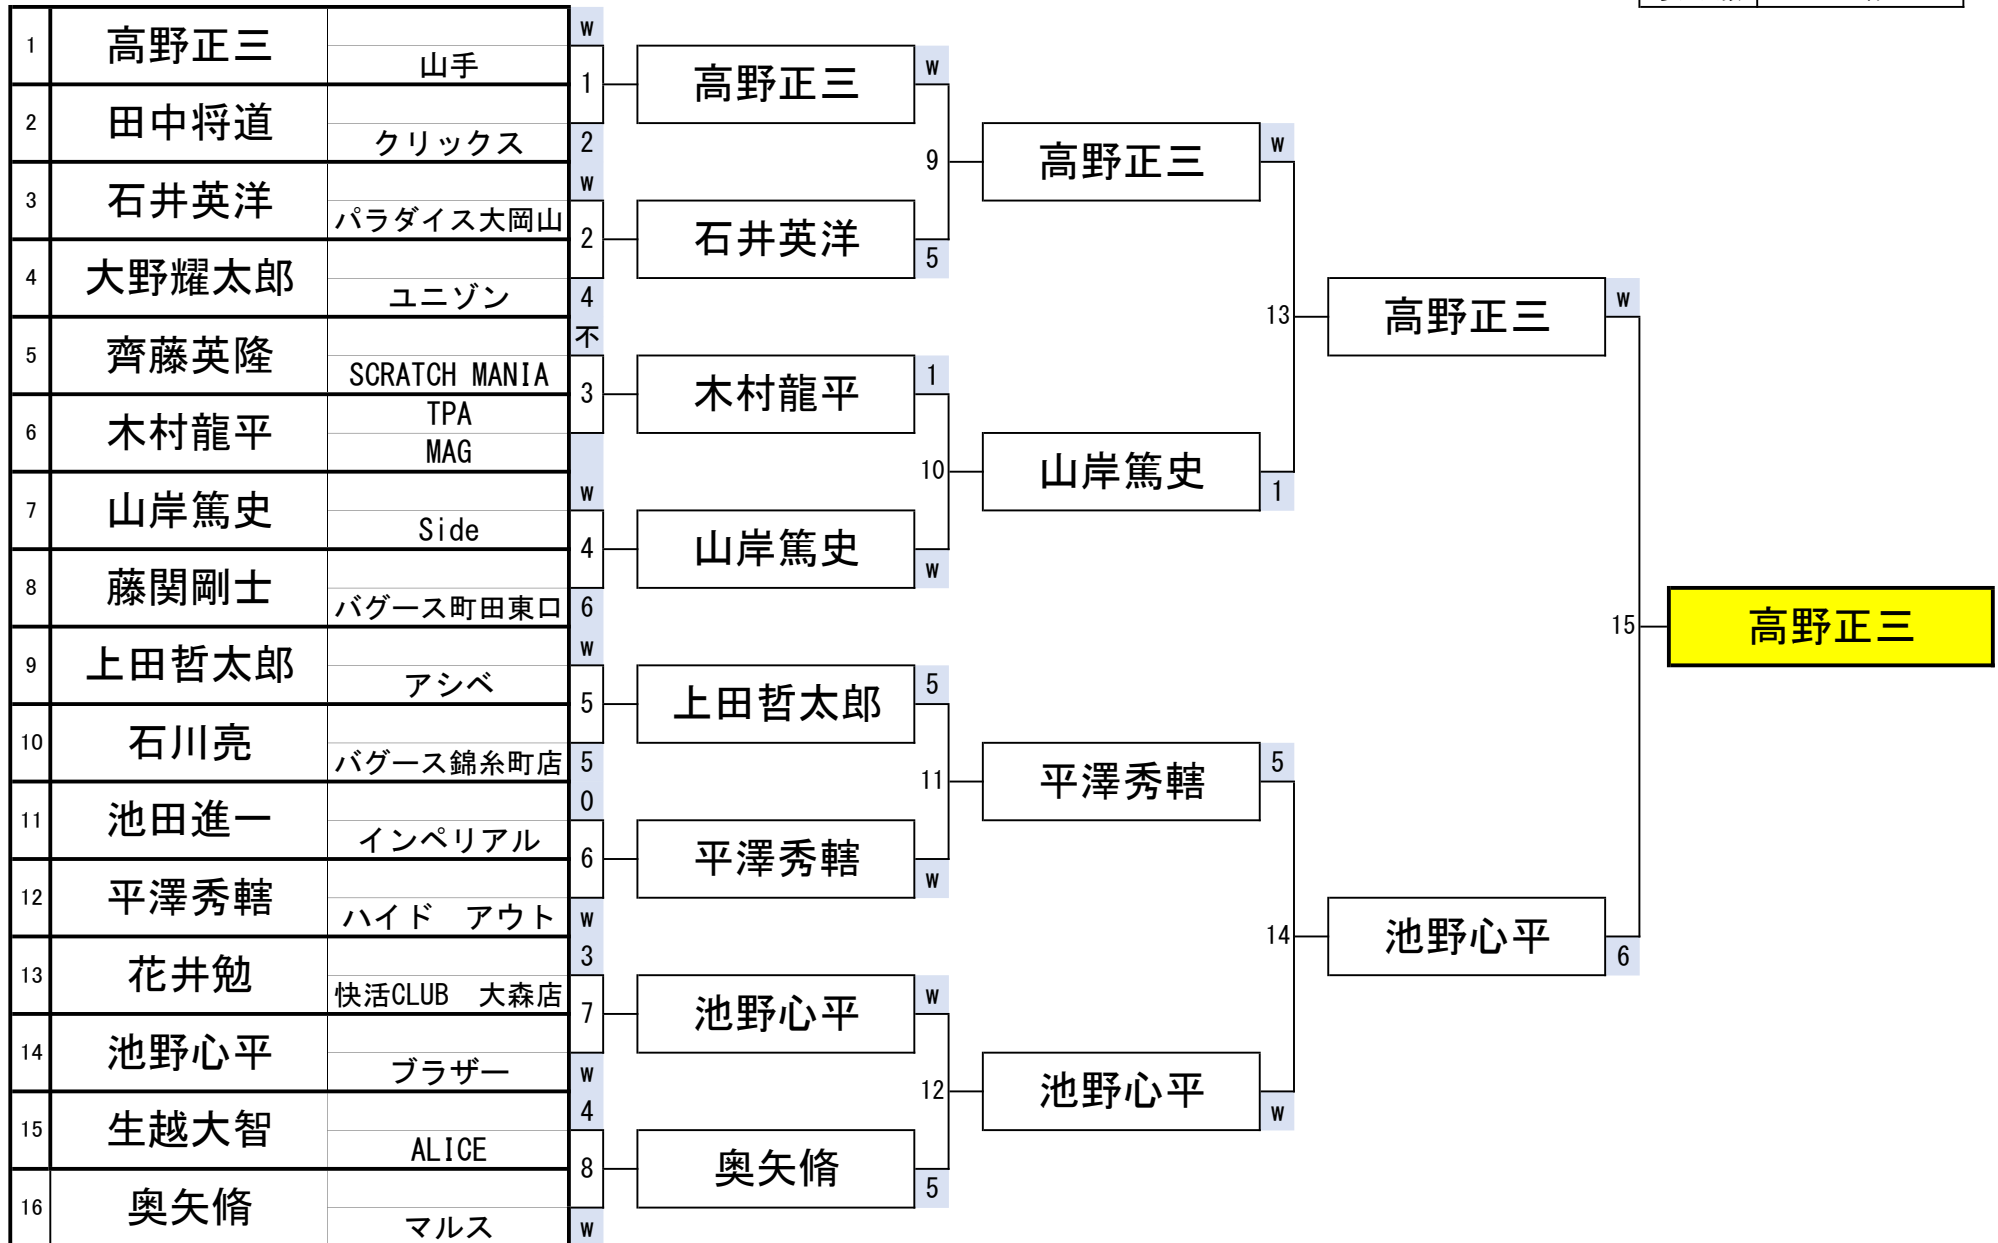 1 高野正三 山手 W
1
2 田中将道 クリックス 2
3 石井英洋 パラダイス大岡山 W
2
4 大野耀太郎 ユニゾン 4
5 齊藤英隆 SCRATCH MANIA 不
3
6 木村龍平 TPA
MAG
7 山岸篤史 Side W
4
8 藤関剛士 バグース町田東口 6
9 上田哲太郎 アシベ W
5
10 石川亮 バグース錦糸町店 5
11 池田進一 インペリアル 0
6
12 平澤秀轄 ハイド　アウト W
13 花井勉 快活CLUB　大森店 3
7
14 池野心平 ブラザー W
15 生越大智 ALICE 4
8
16 奥矢脩 マルス W
高野正三 W
9
石井英洋 5
木村龍平 1
10
山岸篤史 W
上田哲太郎 5
11
平澤秀轄 W
池野心平 W
12
奥矢脩 5
高野正三 W
13
山岸篤史 1
平澤秀轄 5
14
池野心平 W
高野正三 W
15
池野心平 6
高野正三